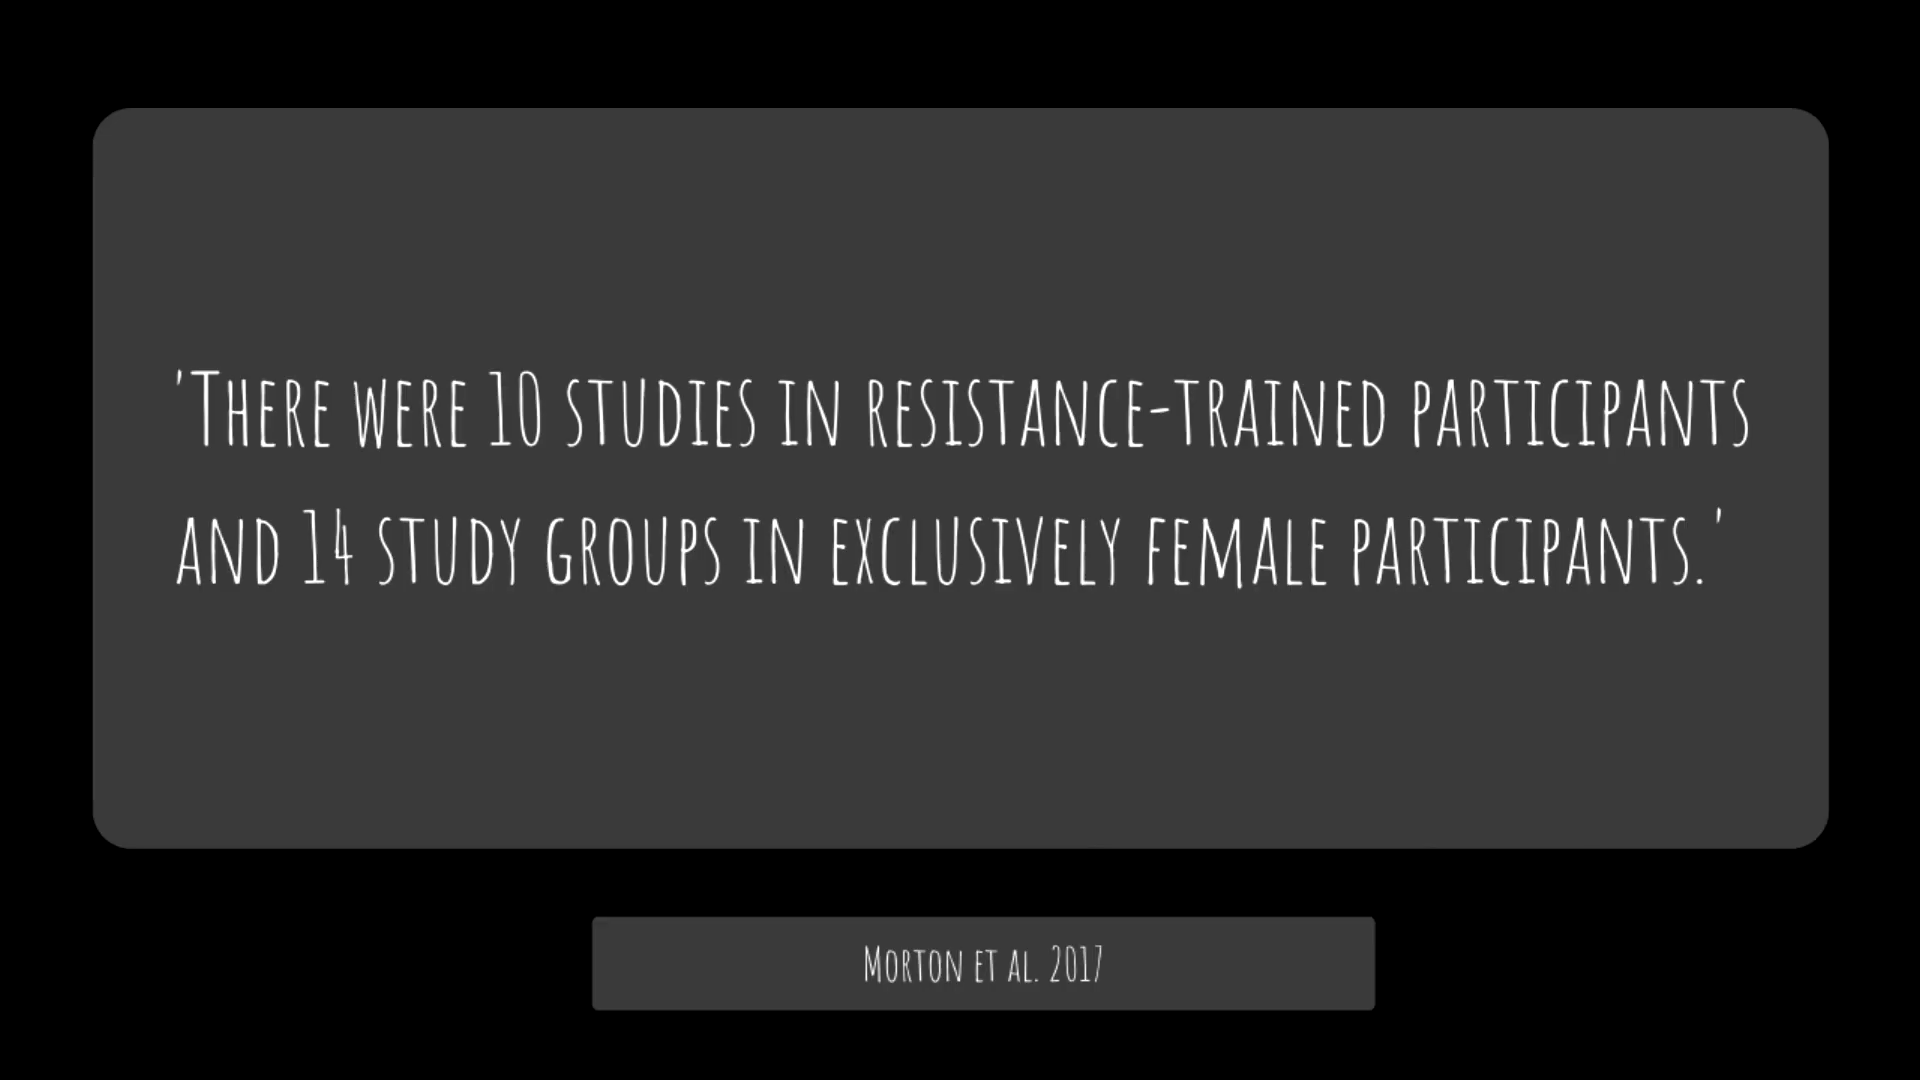 'There were 10 studies in resistance-trained participants
and 14 study groups in exclusively female participants.'
Morton et al. 2017